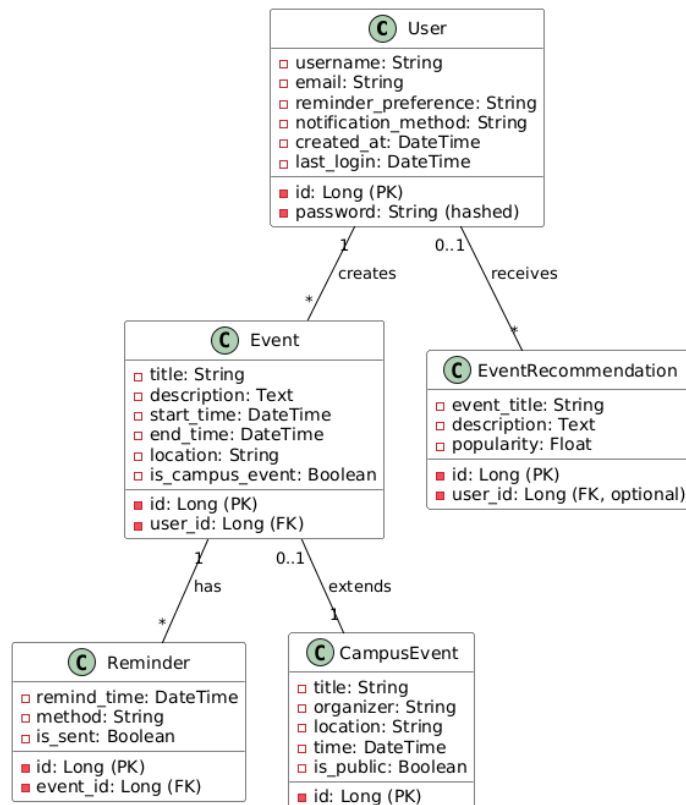 C User
username: String
email: String
reminder_preference: String
notification_method: String
created_at: DateTime
last_login: DateTime
id: Long (PK)
password: String (hashed)
1
0..1
creates
receives
*
*
C Event
title: String
description: Text
start_time: DateTime
end_time: DateTime
location: String
is_campus_event: Boolean
id: Long (PK)
user_id: Long (FK)
C EventRecommendation
event_title: String
description: Text
popularity: Float
id: Long (PK)
user_id: Long (FK, optional)
1
0..1
has
extends
*
1
C Reminder
remind_time: DateTime
method: String
is_sent: Boolean
id: Long (PK)
event_id: Long (FK)
C CampusEvent
title: String
organizer: String
location: String
time: DateTime
is_public: Boolean
id: Long (PK)